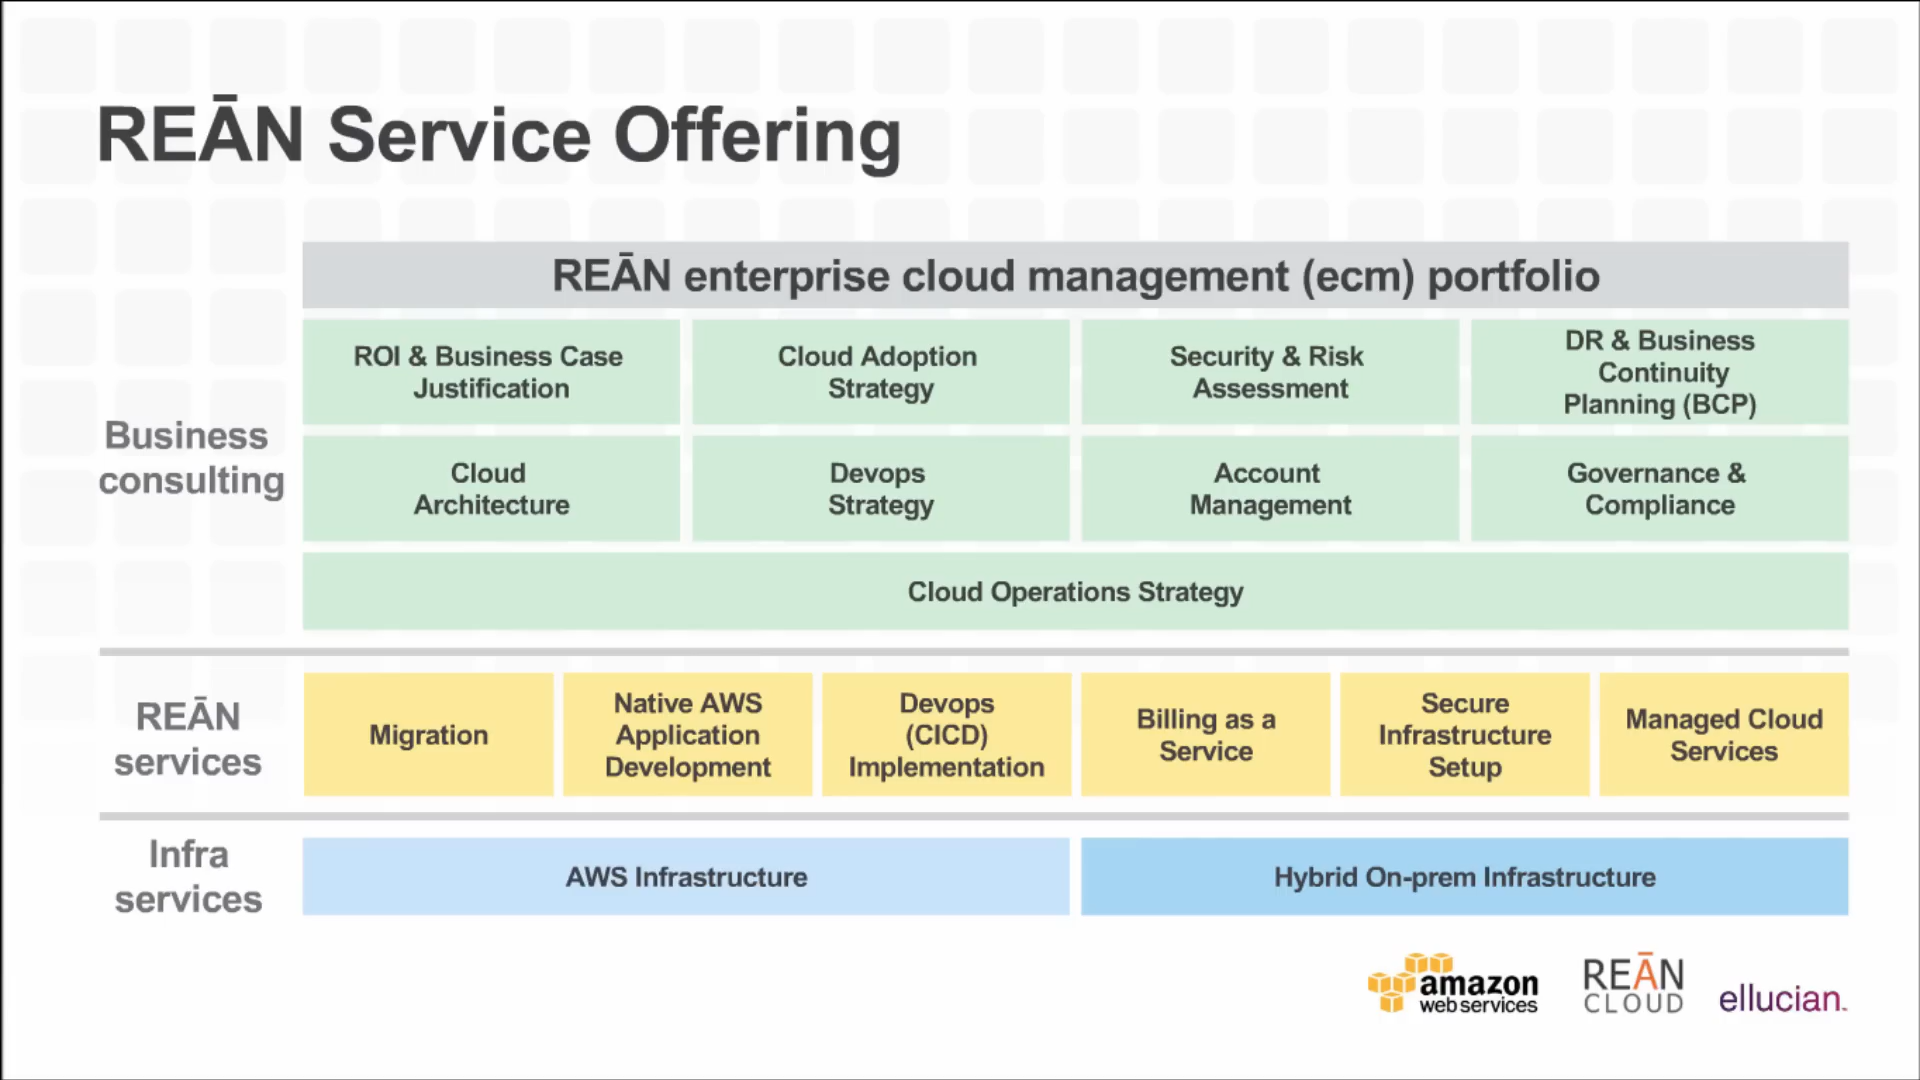 REĀN Service Offering
REĀN enterprise cloud management (ecm) portfolio
Business
consulting
ROI & Business Case
Justification
Cloud Adoption
Strategy
Security & Risk
Assessment
DR & Business
Continuity
Planning (BCP)
Cloud
Architecture
Devops
Strategy
Account
Management
Governance &
Compliance
Cloud Operations Strategy
REĀN
services
Migration
Native AWS
Application
Development
Devops
(CICD)
Implementation
Billing as a
Service
Secure
Infrastructure
Setup
Managed Cloud
Services
Infra
services
AWS Infrastructure
Hybrid On-prem Infrastructure
amazon
web services
REĀN
CLOUD
ellucian.